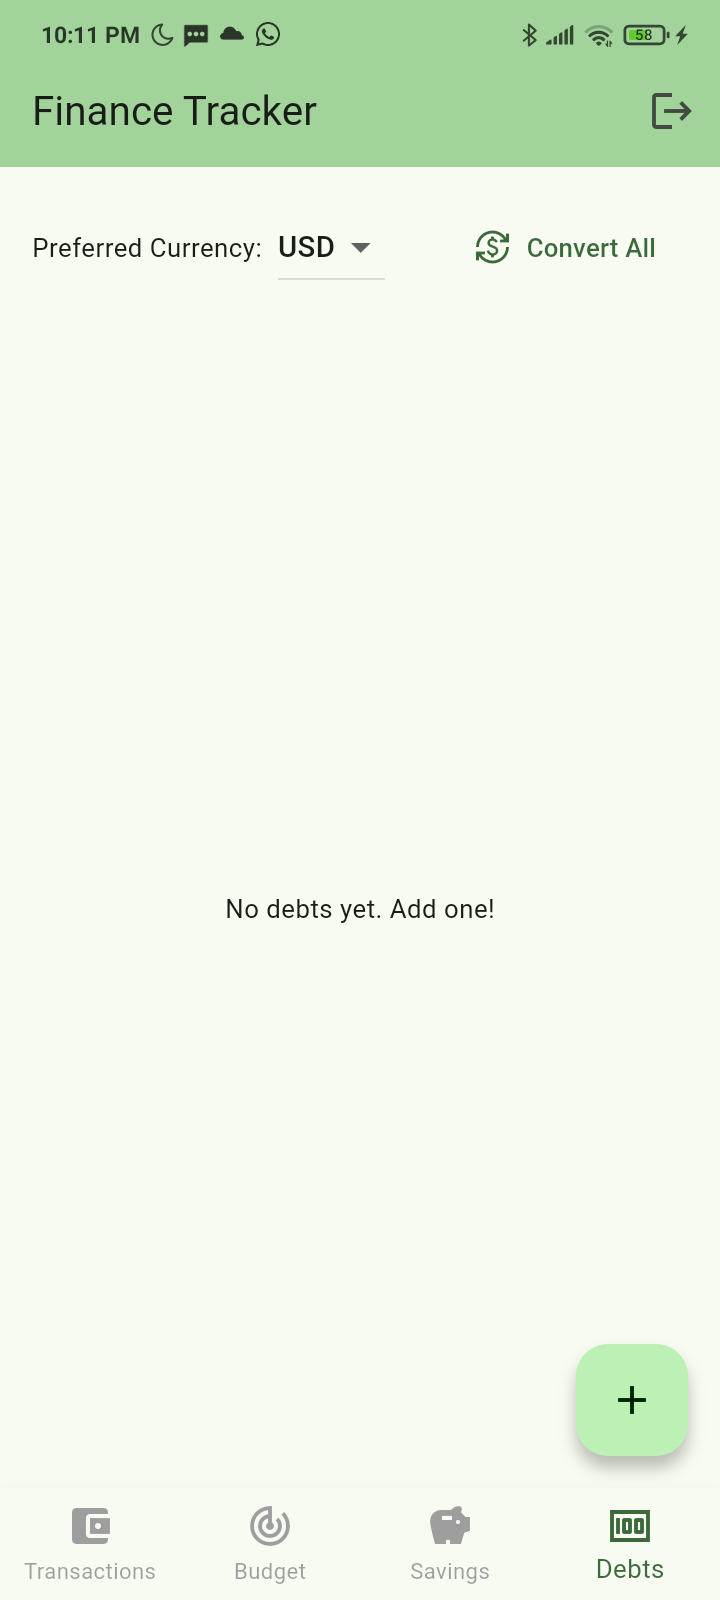 10:11 PM 58
Finance Tracker
Preferred Currency: USD Convert All
No debts yet. Add one!
Transactions Budget Savings Debts